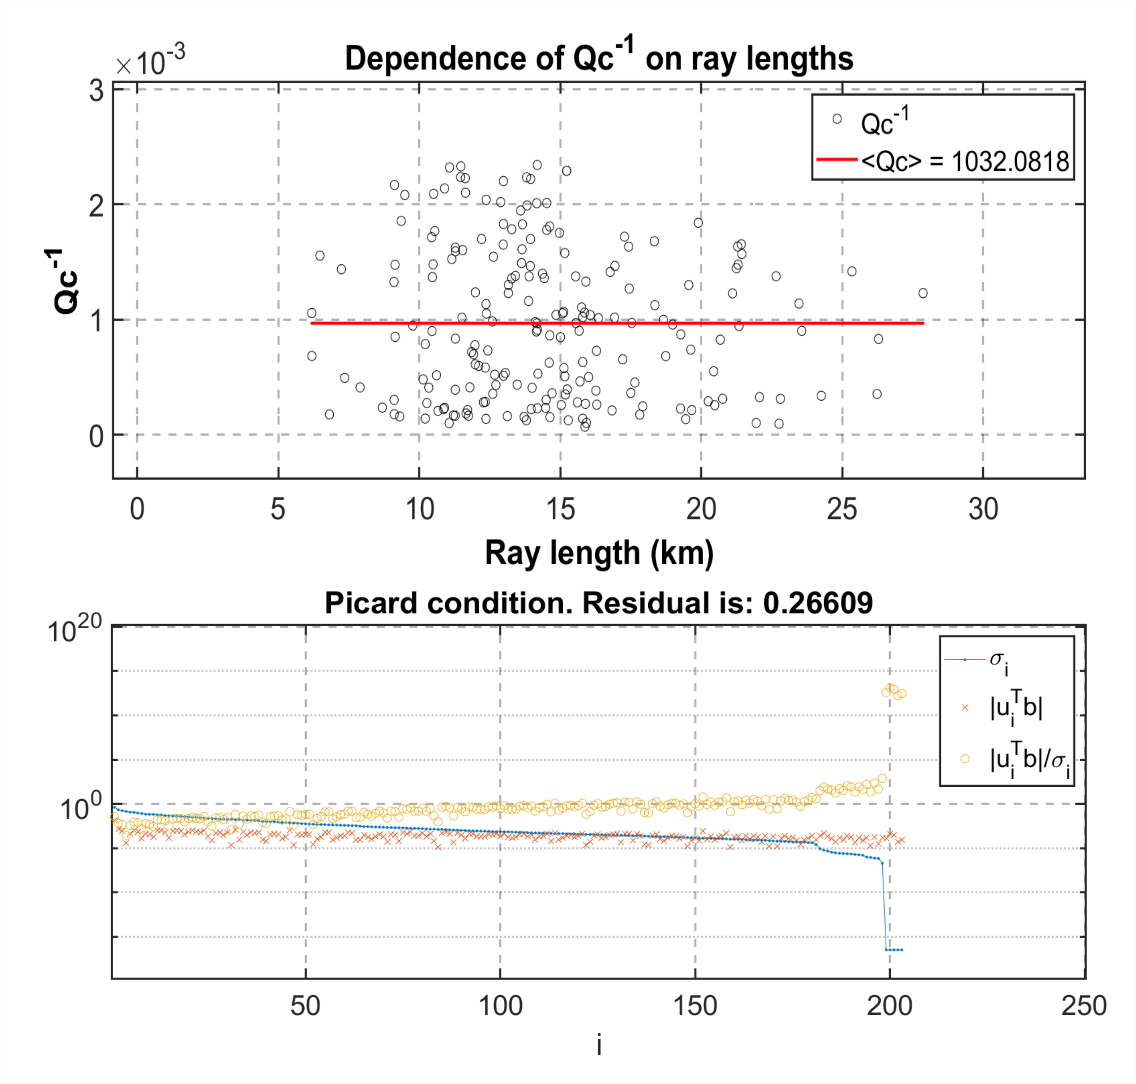 Dependence of Qc⁻¹ on ray lengths
×10⁻³
3
2
1
0
Qc⁻¹
Qc⁻¹
<Qc> = 1032.0818
0 5 10 15 20 25 30
Ray length (km)
Picard condition. Residual is: 0.26609
10²⁰
10⁰
σᵢ
|uᵢᵀb|
|uᵢᵀb|/σᵢ
50 100 150 200 250
i